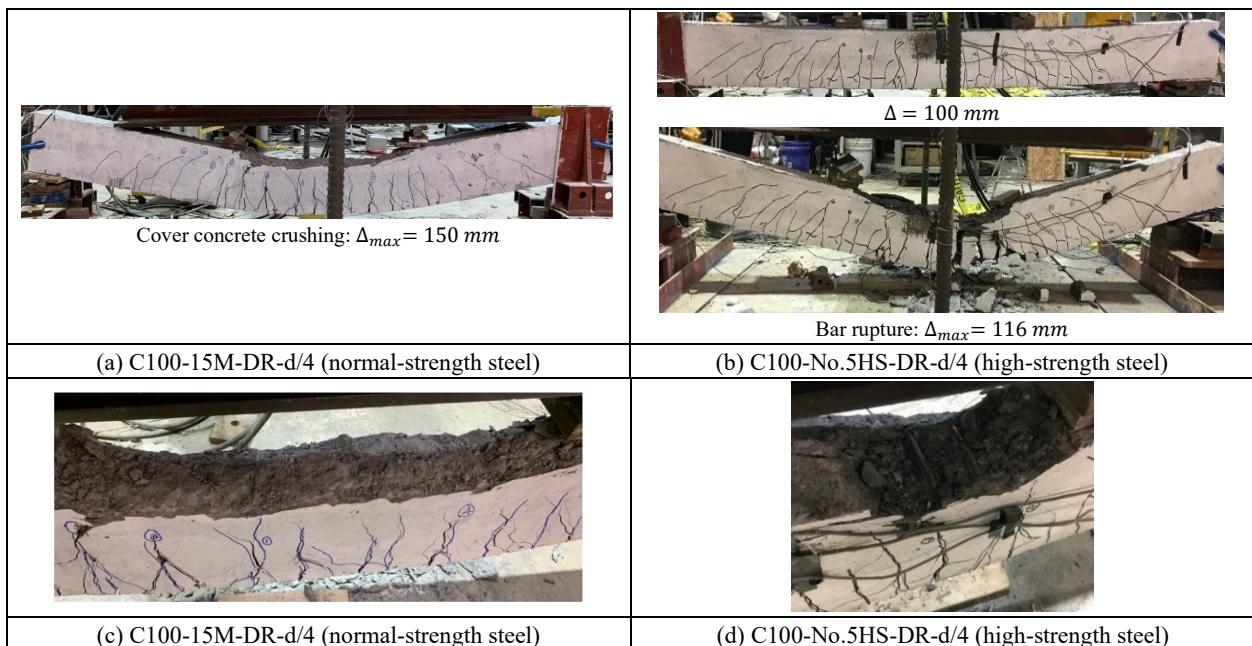 Δ = 100 mm
Cover concrete crushing: Δmax= 150 mm
Bar rupture: Δmax= 116 mm
(a) C100-15M-DR-d/4 (normal-strength steel)
(b) C100-No.5HS-DR-d/4 (high-strength steel)
(c) C100-15M-DR-d/4 (normal-strength steel)
(d) C100-No.5HS-DR-d/4 (high-strength steel)